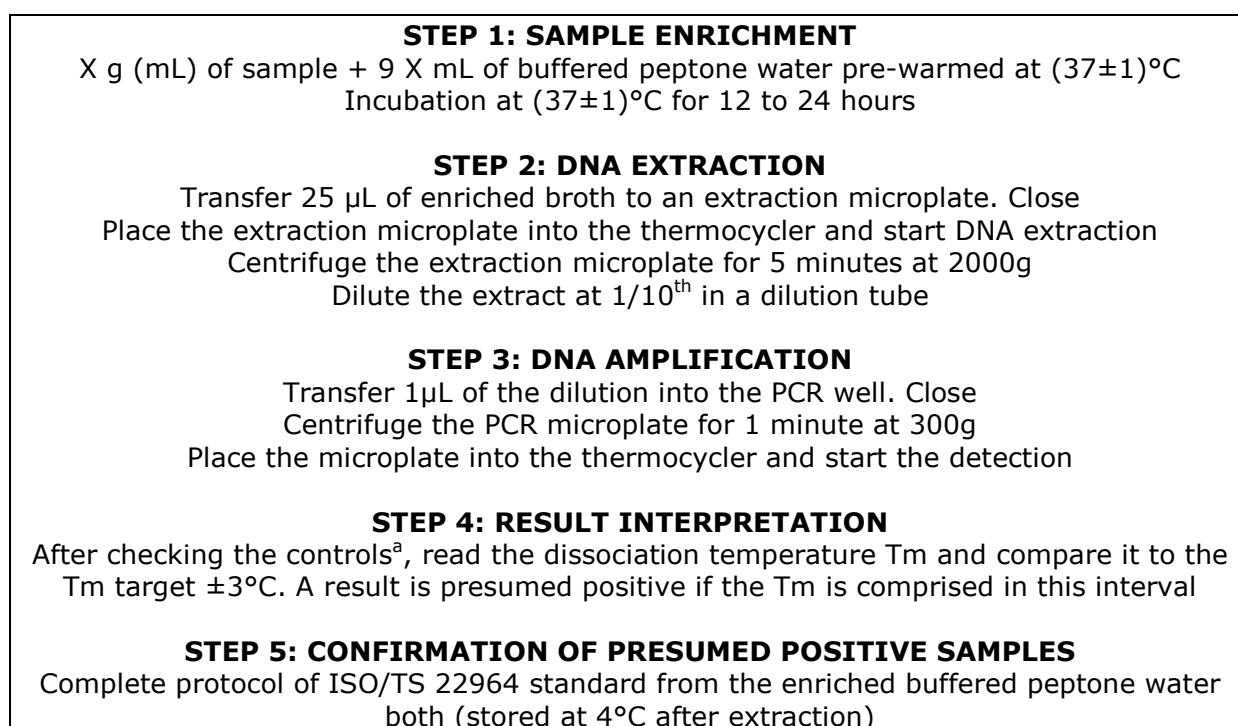 STEP 1: SAMPLE ENRICHMENT
X g (mL) of sample + 9 X mL of buffered peptone water pre-warmed at (37±1)°C
Incubation at (37±1)°C for 12 to 24 hours
STEP 2: DNA EXTRACTION
Transfer 25 µL of enriched broth to an extraction microplate. Close
Place the extraction microplate into the thermocycler and start DNA extraction
Centrifuge the extraction microplate for 5 minutes at 2000g
Dilute the extract at 1/10th in a dilution tube
STEP 3: DNA AMPLIFICATION
Transfer 1µL of the dilution into the PCR well. Close
Centrifuge the PCR microplate for 1 minute at 300g
Place the microplate into the thermocycler and start the detection
STEP 4: RESULT INTERPRETATION
After checking the controlsa, read the dissociation temperature Tm and compare it to the
Tm target ±3°C. A result is presumed positive if the Tm is comprised in this interval
STEP 5: CONFIRMATION OF PRESUMED POSITIVE SAMPLES
Complete protocol of ISO/TS 22964 standard from the enriched buffered peptone water
both (stored at 4°C after extraction)